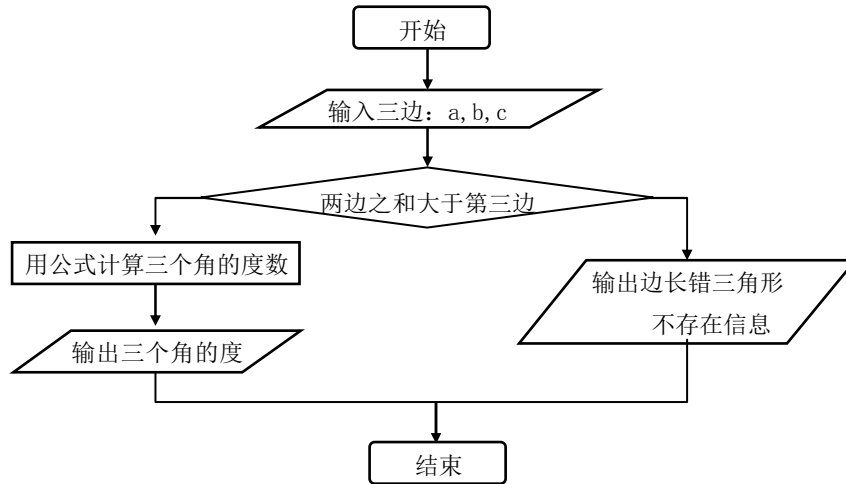 开始
输入三边：a,b,c
两边之和大于第三边
用公式计算三个角的度数
输出边长错三角形
不存在信息
输出三个角的度
结束